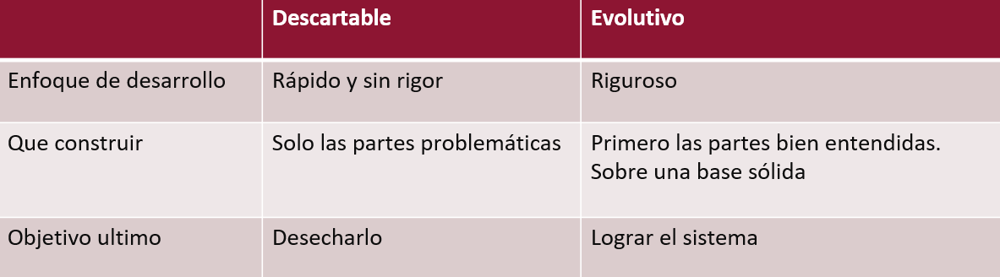 Descartable Evolutivo
Enfoque de desarrollo Rápido y sin rigor Riguroso
Que construir Solo las partes problemáticas Primero las partes bien entendidas.
Sobre una base sólida
Objetivo ultimo Desecharlo Lograr el sistema